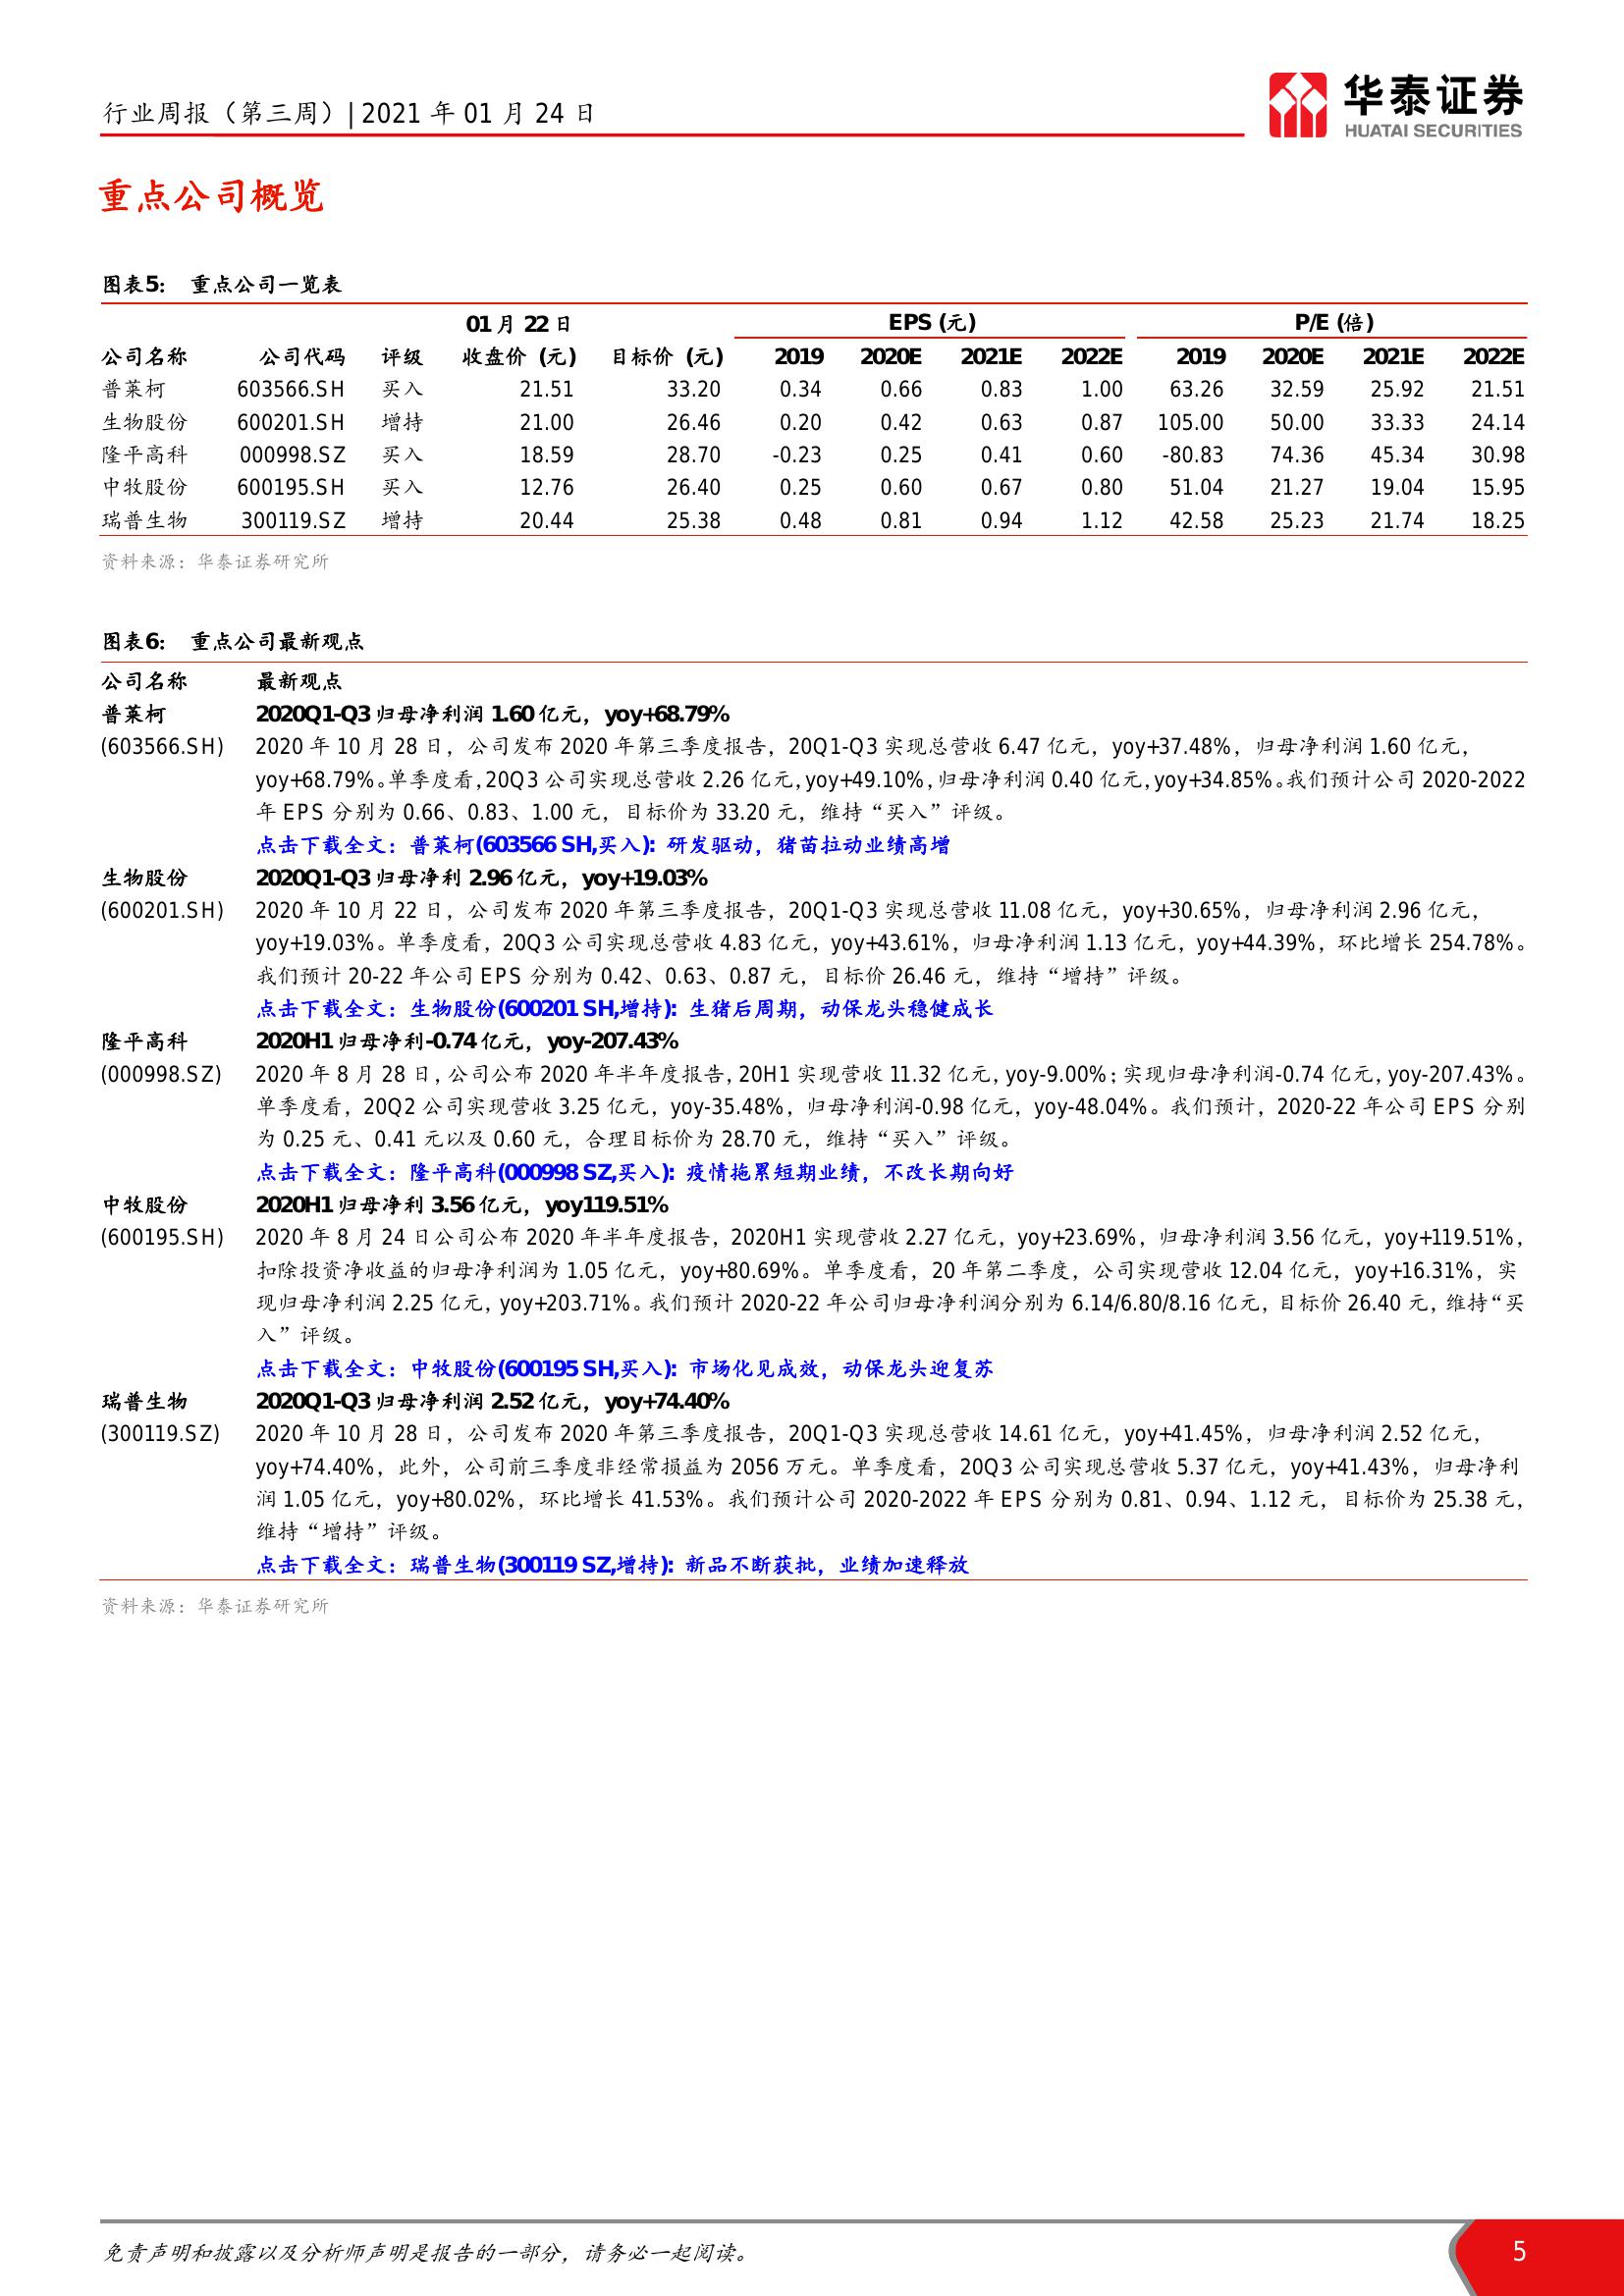 行业周报（第三周）| 2021 年 01 月 24 日
华泰证券
HUATAI SECURITIES
重点公司概览
图表5： 重点公司一览表
01 月 22 日 EPS (元) P/E (倍)
公司名称 公司代码 评级 收盘价 (元) 目标价 (元) 2019 2020E 2021E 2022E 2019 2020E 2021E 2022E
普莱柯 603566.SH 买入 21.51 33.20 0.34 0.66 0.83 1.00 63.26 32.59 25.92 21.51
生物股份 600201.SH 增持 21.00 26.46 0.20 0.42 0.63 0.87 105.00 50.00 33.33 24.14
隆平高科 000998.SZ 买入 18.59 28.70 -0.23 0.25 0.41 0.60 -80.83 74.36 45.34 30.98
中牧股份 600195.SH 买入 12.76 26.40 0.25 0.60 0.67 0.80 51.04 21.27 19.04 15.95
瑞普生物 300119.SZ 增持 20.44 25.38 0.48 0.81 0.94 1.12 42.58 25.23 21.74 18.25
资料来源：华泰证券研究所
图表6： 重点公司最新观点
公司名称 最新观点
普莱柯 2020Q1-Q3 归母净利润 1.60 亿元，yoy+68.79%
(603566.SH) 2020 年 10 月 28 日，公司发布 2020 年第三季度报告，20Q1-Q3 实现总营收 6.47 亿元，yoy+37.48%，归母净利润 1.60 亿元，
yoy+68.79%。单季度看，20Q3 公司实现总营收 2.26 亿元，yoy+49.10%，归母净利润 0.40 亿元，yoy+34.85%。我们预计公司 2020-2022
年 EPS 分别为 0.66、0.83、1.00 元，目标价为 33.20 元，维持“买入”评级。
点击下载全文：普莱柯(603566 SH,买入): 研发驱动，猪苗拉动业绩高增
生物股份 2020Q1-Q3 归母净利 2.96 亿元，yoy+19.03%
(600201.SH) 2020 年 10 月 22 日，公司发布 2020 年第三季度报告，20Q1-Q3 实现总营收 11.08 亿元，yoy+30.65%，归母净利润 2.96 亿元，
yoy+19.03%。单季度看，20Q3 公司实现总营收 4.83 亿元，yoy+43.61%，归母净利润 1.13 亿元，yoy+44.39%，环比增长 254.78%。
我们预计 20-22 年公司 EPS 分别为 0.42、0.63、0.87 元，目标价 26.46 元，维持“增持”评级。
点击下载全文：生物股份(600201 SH,增持): 生猪后周期，动保龙头稳健成长
隆平高科 2020H1 归母净利-0.74 亿元，yoy-207.43%
(000998.SZ) 2020 年 8 月 28 日，公司公布 2020 年半年度报告，20H1 实现营收 11.32 亿元，yoy-9.00%；实现归母净利润-0.74 亿元，yoy-207.43%。
单季度看，20Q2 公司实现营收 3.25 亿元，yoy-35.48%，归母净利润-0.98 亿元，yoy-48.04%。我们预计，2020-22 年公司 EPS 分别
为 0.25 元、0.41 元以及 0.60 元，合理目标价为 28.70 元，维持“买入”评级。
点击下载全文：隆平高科(000998 SZ,买入): 疫情拖累短期业绩，不改长期向好
中牧股份 2020H1 归母净利 3.56 亿元，yoy119.51%
(600195.SH) 2020 年 8 月 24 日公司公布 2020 年半年度报告，2020H1 实现营收 2.27 亿元，yoy+23.69%，归母净利润 3.56 亿元，yoy+119.51%，
扣除投资净收益的归母净利润为 1.05 亿元，yoy+80.69%。单季度看，20 年第二季度，公司实现营收 12.04 亿元，yoy+16.31%，实
现归母净利润 2.25 亿元，yoy+203.71%。我们预计 2020-22 年公司归母净利润分别为 6.14/6.80/8.16 亿元，目标价 26.40 元，维持“买
入”评级。
点击下载全文：中牧股份(600195 SH,买入): 市场化见成效，动保龙头迎复苏
瑞普生物 2020Q1-Q3 归母净利润 2.52 亿元，yoy+74.40%
(300119.SZ) 2020 年 10 月 28 日，公司发布 2020 年第三季度报告，20Q1-Q3 实现总营收 14.61 亿元，yoy+41.45%，归母净利润 2.52 亿元，
yoy+74.40%，此外，公司前三季度非经常损益为 2056 万元。单季度看，20Q3 公司实现总营收 5.37 亿元，yoy+41.43%，归母净利
润 1.05 亿元，yoy+80.02%，环比增长 41.53%。我们预计公司 2020-2022 年 EPS 分别为 0.81、0.94、1.12 元，目标价为 25.38 元，
维持“增持”评级。
点击下载全文：瑞普生物(300119 SZ,增持): 新品不断获批，业绩加速释放
资料来源：华泰证券研究所
免责声明和披露以及分析师声明是报告的一部分，请务必一起阅读。 5